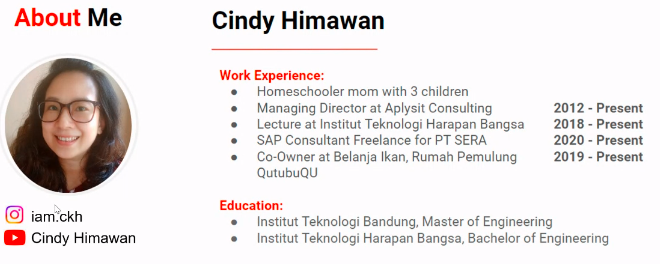 About Me
Cindy Himawan
Work Experience:
● Homeschooler mom with 3 children
● Managing Director at Aplysit Consulting 2012 - Present
● Lecture at Institut Teknologi Harapan Bangsa 2018 - Present
● SAP Consultant Freelance for PT SERA 2020 - Present
● Co-Owner at Belanja Ikan, Rumah Pemulung 2019 - Present
QutubuQU
Education:
● Institut Teknologi Bandung, Master of Engineering
● Institut Teknologi Harapan Bangsa, Bachelor of Engineering
iam.ckh
Cindy Himawan